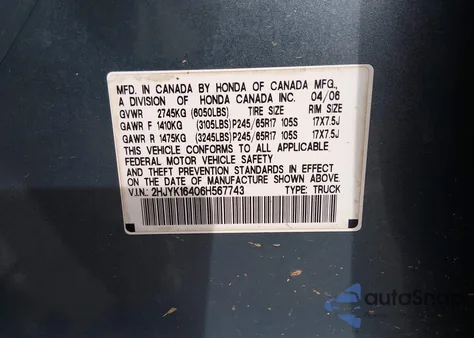 MFD. IN CANADA BY HONDA OF CANADA MFG.,
A DIVISION OF HONDA CANADA INC. 04/06
GVWR 2745KG (6050LBS) TIRE SIZE RIM SIZE
GAWR F 1410KG (3105LBS) P245/65R17 105S 17X7.5J
GAWR R 1475KG (3245LBS) P245/65R17 105S 17X7.5J
THIS VEHICLE CONFORMS TO ALL APPLICABLE
FEDERAL MOTOR VEHICLE SAFETY
AND THEFT PREVENTION STANDARDS IN EFFECT
ON THE DATE OF MANUFACTURE SHOWN ABOVE.
V.I.N.: 2HJYK16406H567743 TYPE: TRUCK
autoSnap